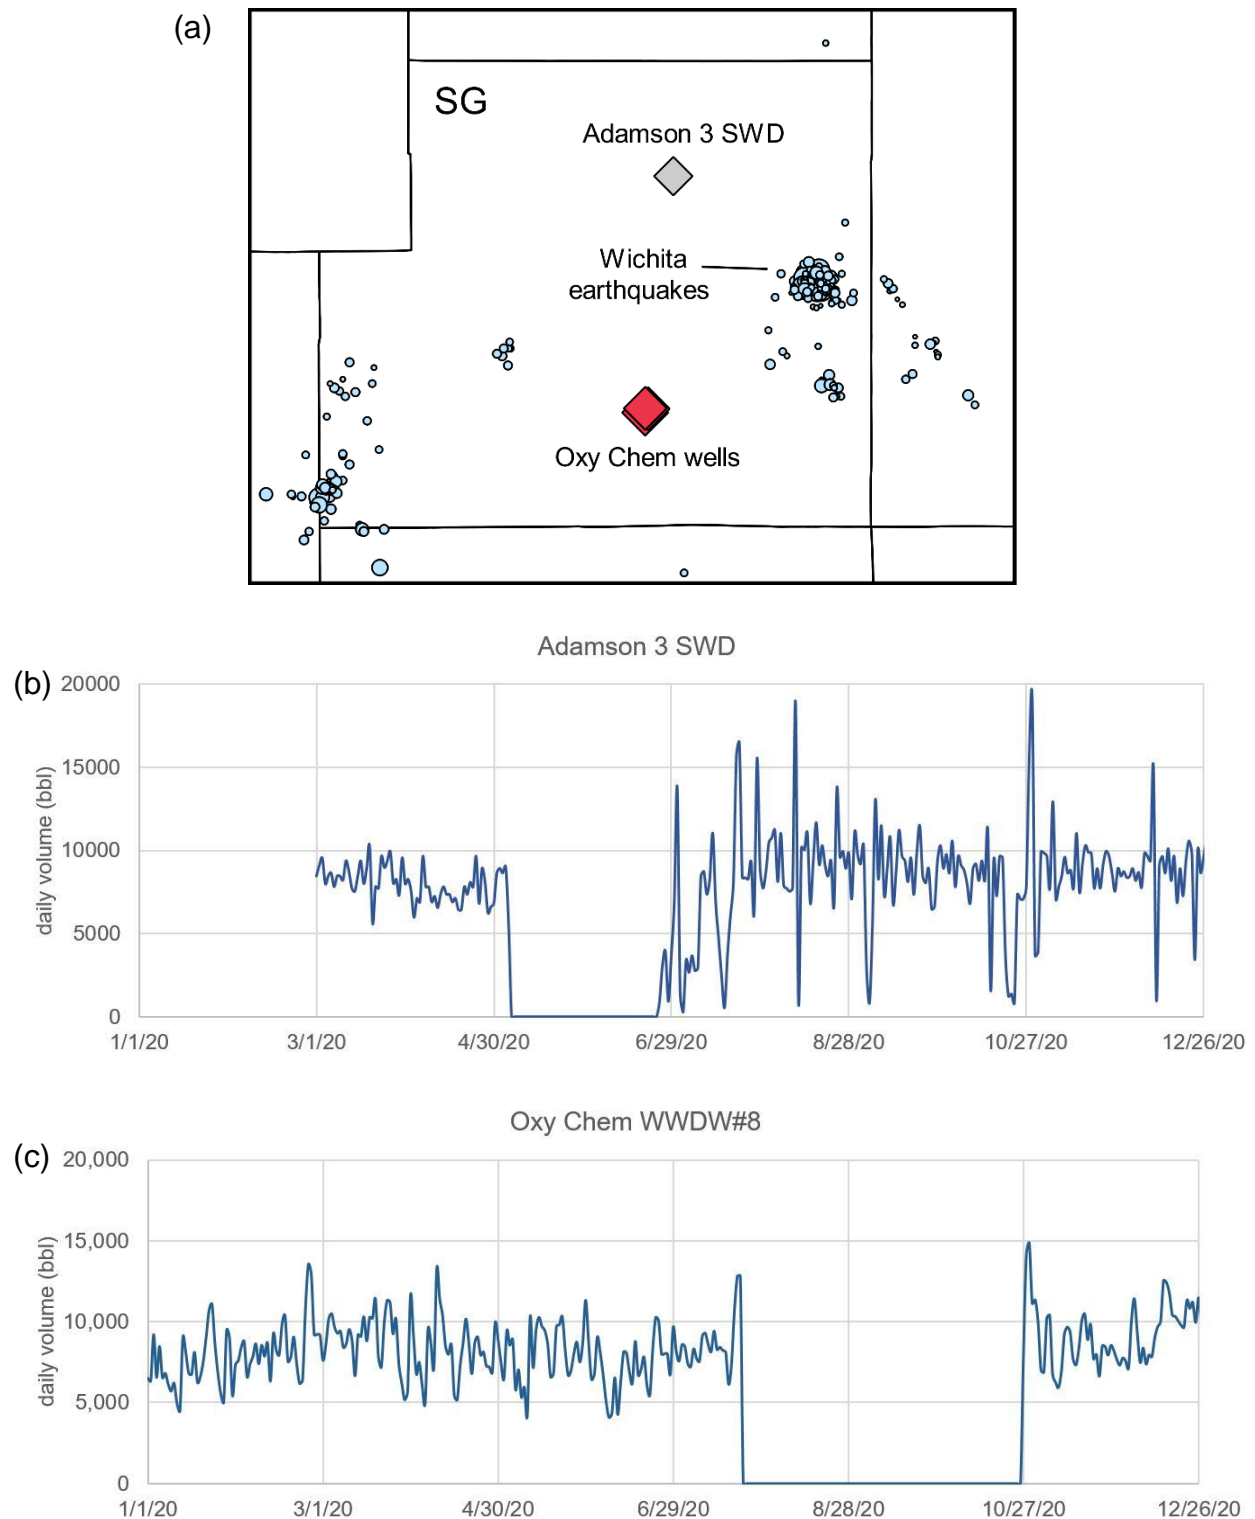 (a)
SG
Adamson 3 SWD
Wichita
earthquakes
Oxy Chem wells
Adamson 3 SWD
(b)
daily volume (bbl)
20000
15000
10000
5000
0
1/1/20 3/1/20 4/30/20 6/29/20 8/28/20 10/27/20 12/26/20
Oxy Chem WWDW#8
(c)
daily volume (bbl)
20,000
15,000
10,000
5,000
0
1/1/20 3/1/20 4/30/20 6/29/20 8/28/20 10/27/20 12/26/20